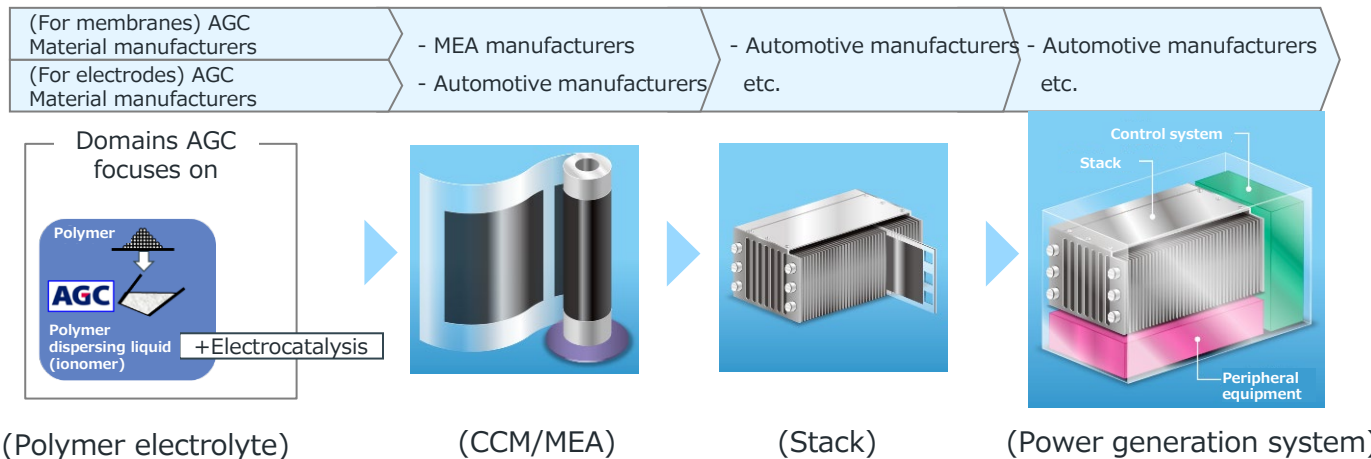 (For membranes) AGC
Material manufacturers
(For electrodes) AGC
Material manufacturers
- MEA manufacturers
- Automotive manufacturers
- Automotive manufacturers
etc.
- Automotive manufacturers
etc.
Domains AGC
focuses on
Polymer
AGC
Polymer
dispersing liquid
(ionomer)
+Electrocatalysis
Control system
Stack
Peripheral
equipment
(Polymer electrolyte)
(CCM/MEA)
(Stack)
(Power generation system)